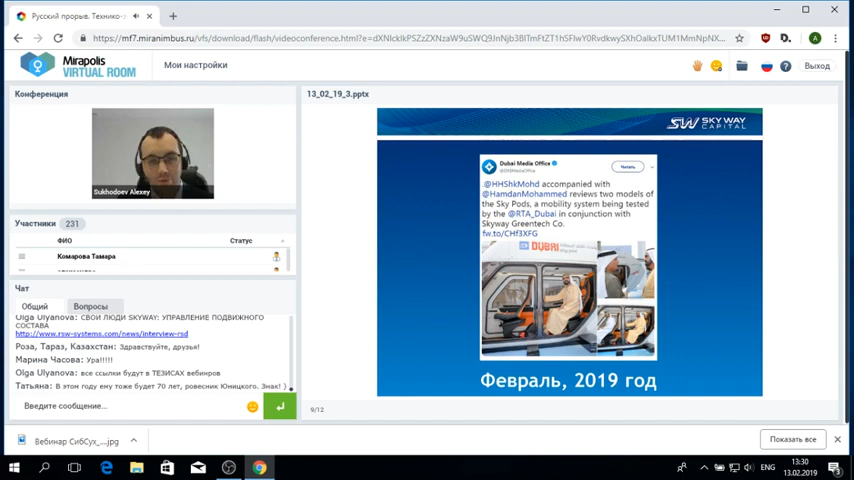 Русский прорыв. Технико-э
https://mf7.miranimbus.ru/vfs/download/flash/videoconference.html?e=
Mirapolis
VIRTUAL ROOM
Мои настройки
Выход
Конференция
Sukhodoev Alexey
Участники 231
ФИО Статус
Комарова Тамара
Чат
Общий Вопросы
Olga Ulyanova: СВОИ ЛЮДИ SKYWAY: УПРАВЛЕНИЕ ПОДВИЖНОГО
СОСТАВА
http://www.rsw-systems.com/news/interview-rsd
Роза, Тараз, Казахстан: Здравствуйте, друзья!
Марина Часова: Ура!!!!!
Olga Ulyanova: все ссылки будут в ТЕЗИСАХ вебинров
Татьяна: В этом году ему тоже будет 70 лет, ровесник Юницкого. Знак! )
Введите сообщение...
13_02_19_3.pptx
SW SKY WAY
CAPITAL
Dubai Media Office
@DXBMediaOffice
Читать
.@HHShkMohd accompanied with
@HamdanMohammed reviews two models of
the Sky Pods, a mobility system being tested
by the @RTA_Dubai in conjunction with
Skyway Greentech Co.
fw.to/CHf3XFG
DUBAI
Февраль, 2019 год
9/12
Вебинар СибСух_....jpg
Показать все
ENG
13:30
13.02.2019
3